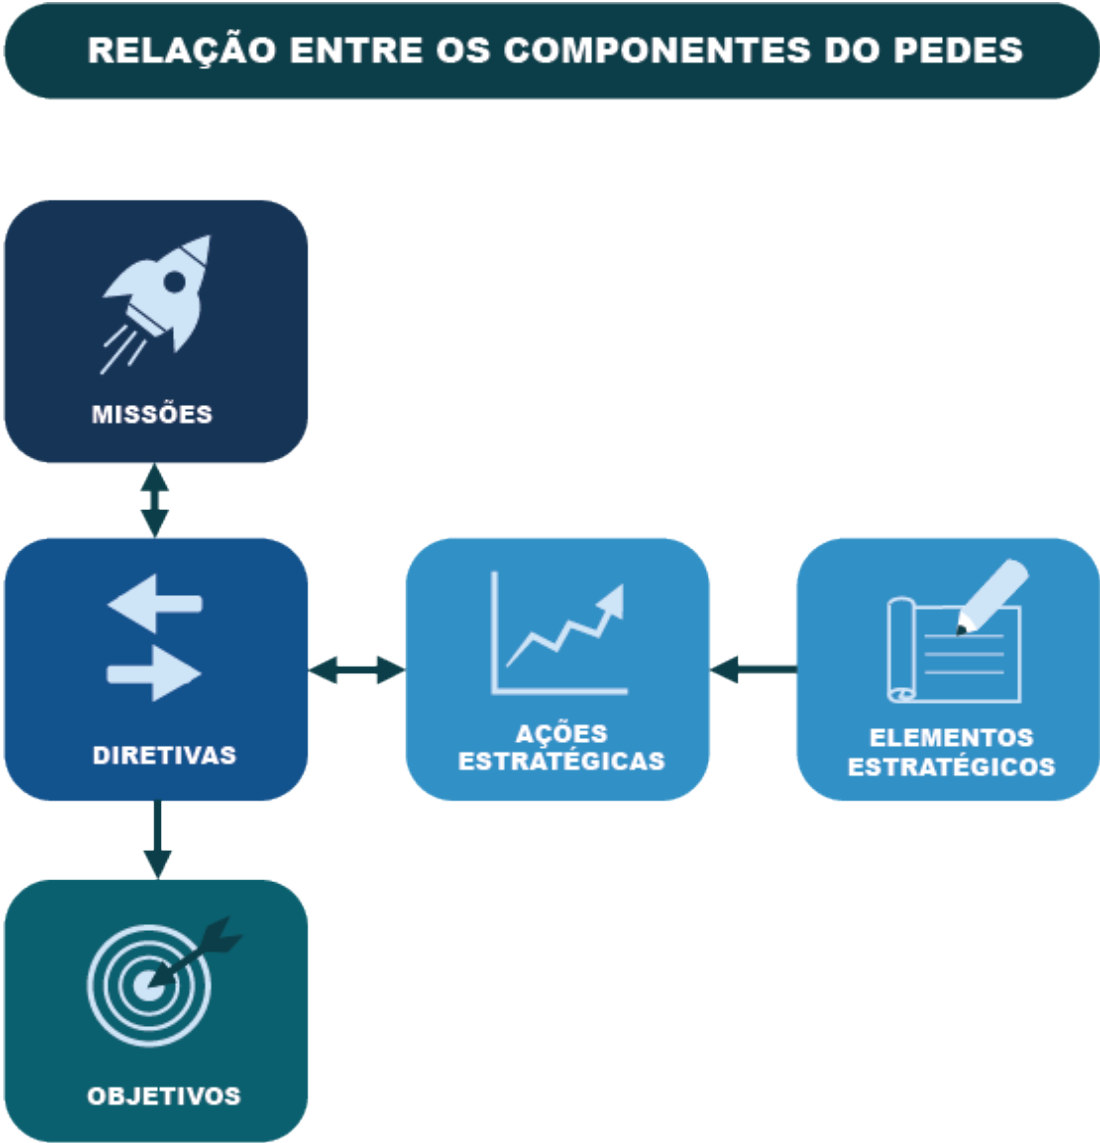 RELAÇÃO ENTRE OS COMPONENTES DO PEDES
MISSÕES
DIRETIVAS
AÇÕES
ESTRATÉGICAS
ELEMENTOS
ESTRATÉGICOS
OBJETIVOS